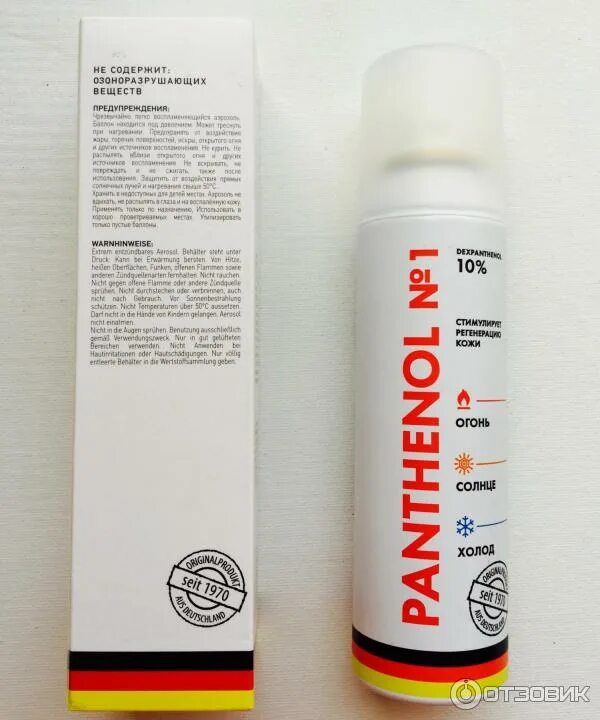 НЕ СОДЕРЖИТ:
ОЗОНОРАЗРУШАЮЩИХ
ВЕЩЕСТВ
ПРЕДУПРЕЖДЕНИЯ:
Чрезвычайно легко воспламеняющийся аэрозоль.
Баллон находится под давлением. Может треснуть
при нагревании. Предохранять от воздействия
жары, горячих поверхностей, искры, открытого огня
и других источников воспламенения. Не курить. Не
распылять вблизи открытого огня и других
источников воспламенения. Не вскрывать, не
повреждать и не сжигать, также после
использования. Защитить от воздействия прямых
солнечных лучей и нагревания свыше 50°С.
Хранить в недоступных для детей местах. Аэрозоль не
вдыхать, не распылять в глаза и на воспалённую кожу.
Применять только по назначению. Использовать в
хорошо проветриваемых местах. Утилизировать
только пустые баллоны.
WARNHINWEISE:
Extrem entzündbares Aerosol. Behälter steht unter
Druck: Kann bei Erwärmung bersten. Von Hitze,
heißen Oberflächen, Funken, offenen Flammen sowie
anderen Zündquellenarten fernhalten. Nicht rauchen.
Nicht gegen offene Flamme oder andere Zündquelle
sprühen. Nicht durchstechen oder verbrennen, auch
nicht nach Gebrauch. Vor Sonnenbestrahlung
schützen. Nicht Temperaturen über 50°C aussetzen.
Darf nicht in die Hände von Kindern gelangen. Aerosol
nicht einatmen.
Nicht in die Augen sprühen. Benutzung ausschließlich
gemäß Verwendungszweck. Nur in gut gelüfteten
Bereichen verwenden. Nicht Anwenden bei
Hautirritationen oder Hautschädigungen. Nur völlig
entleerte Behälter in die Wertstoffsammlung geben.
ORIGINALPRODUKT
seit 1970
AUS DEUTSCHLAND
PANTHENOL №1
DEXPANTHENOL
10%
СТИМУЛИРУЕТ
РЕГЕНЕРАЦИЮ
КОЖИ
ОГОНЬ
СОЛНЦЕ
ХОЛОД
ORIGINALPRODUKT
seit 1970
AUS DEUTSCHLAND
ОТЗОВИК